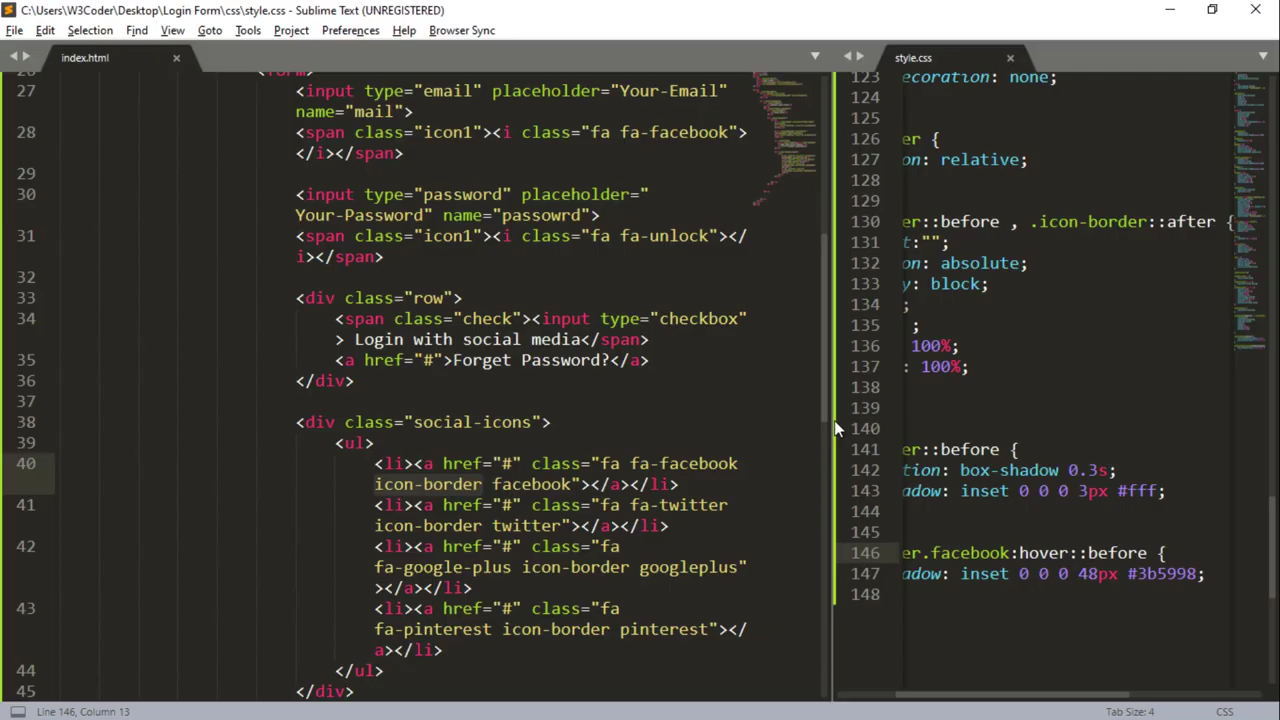 C:\Users\W3Coder\Desktop\Login Form\css\style.css - Sublime Text (UNREGISTERED)
File Edit Selection Find View Goto Tools Project Preferences Help Browser Sync
index.html
27 <input type="email" placeholder="Your-Email"
name="mail">
28 <span class="icon1"><i class="fa fa-facebook">
</i></span>
29
30 <input type="password" placeholder="
Your-Password" name="passowrd">
31 <span class="icon1"><i class="fa fa-unlock"></
i></span>
32
33 <div class="row">
34 <span class="check"><input type="checkbox"
> Login with social media</span>
35 <a href="#">Forget Password?</a>
36 </div>
37
38 <div class="social-icons">
39 <ul>
40 <li><a href="#" class="fa fa-facebook
icon-border facebook"></a></li>
41 <li><a href="#" class="fa fa-twitter
icon-border twitter"></a></li>
42 <li><a href="#" class="fa
fa-google-plus icon-border googleplus"
></a></li>
43 <li><a href="#" class="fa
fa-pinterest icon-border pinterest"></
a></li>
44 </ul>
45 </div>
style.css
123 ecoration: none;
124
125
126 er {
127 on: relative;
128
129
130 er::before , .icon-border::after {
131 t:"";
132 on: absolute;
133 y: block;
134 ;
135 ;
136 100%;
137 : 100%;
138
139
140
141 er::before {
142 tion: box-shadow 0.3s;
143 adow: inset 0 0 0 3px #fff;
144
145
146 er.facebook:hover::before {
147 adow: inset 0 0 0 48px #3b5998;
148
Line 146, Column 13
Tab Size: 4
CSS